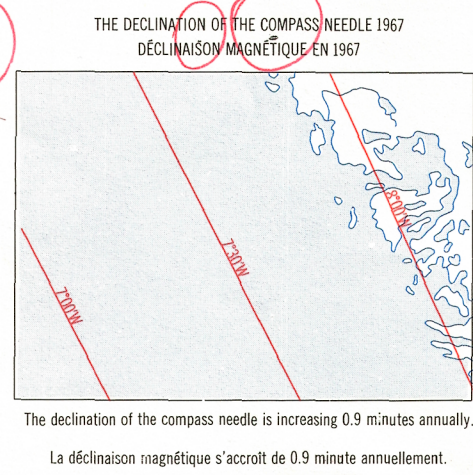 THE DECLINATION OF THE COMPASS NEEDLE 1967
DÉCLINAISON MAGNÉTIQUE EN 1967
8°00'W
7°30'W
7°00'W
The declination of the compass needle is increasing 0.9 minutes annually.
La déclinaison magnétique s'accroît de 0.9 minute annuellement.